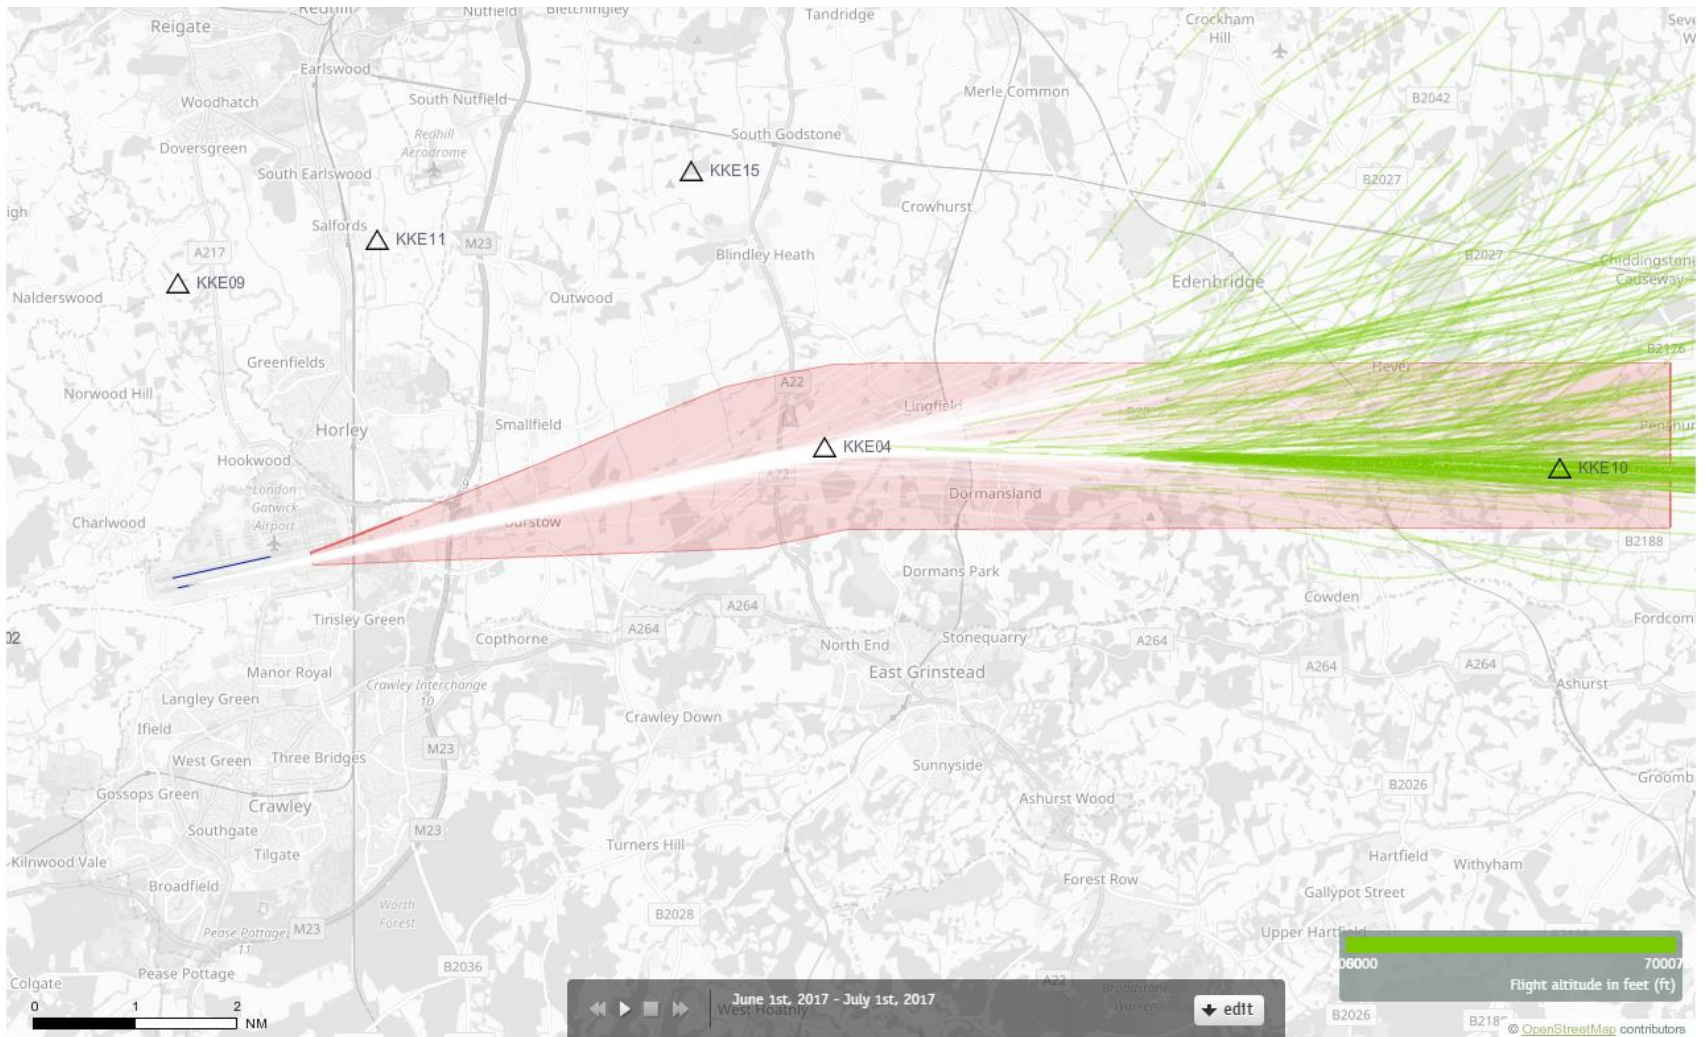 Reigate
Redhill
Nutfield
Bletchingley
Tandridge
Crockham
Hill
Earlswood
Woodhatch
South Nutfield
Merle Common
B2042
Redhill
Aerodrome
South Godstone
Doversgreen
South Earlswood
KKE15
B2027
Crowhurst
Salfords
KKE11
M23
A217
Blindley Heath
B2027
Chiddingstone
Causeway
KKE09
Edenbridge
Nalderswood
Outwood
Greenfields
B2176
Hever
Norwood Hill
A22
Lingfield
Smallfield
Horley
KKE04
Hookwood
KKE10
A22
9
London
Gatwick
Airport
Dormansland
Charlwood
Burstow
B2188
Dormans Park
Cowden
A264
Tinsley Green
A264
Fordcom
02
Copthorne
North End
Stonequarry
A264
A264
A264
East Grinstead
Manor Royal
Crawley Interchange
10
Ashurst
Langley Green
Crawley Down
Ifield
M23
West Green
Three Bridges
Sunnyside
Groomb
Gossops Green
B2026
Crawley
Ashurst Wood
Southgate
M23
Turners Hill
Tilgate
Hartfield
Kilnwood Vale
Withyham
Broadfield
Forest Row
Gallypot Street
Worth
Forest
B2028
Pease Pottage
11
M23
Upper Hartfield
B2036
Pease Pottage
Colgate
A22
Broadstone
Warren
Flight altitude in feet (ft)
0 1 2
NM
June 1st, 2017 - July 1st, 2017
West Hoathly
edit
B2026
© OpenStreetMap contributors